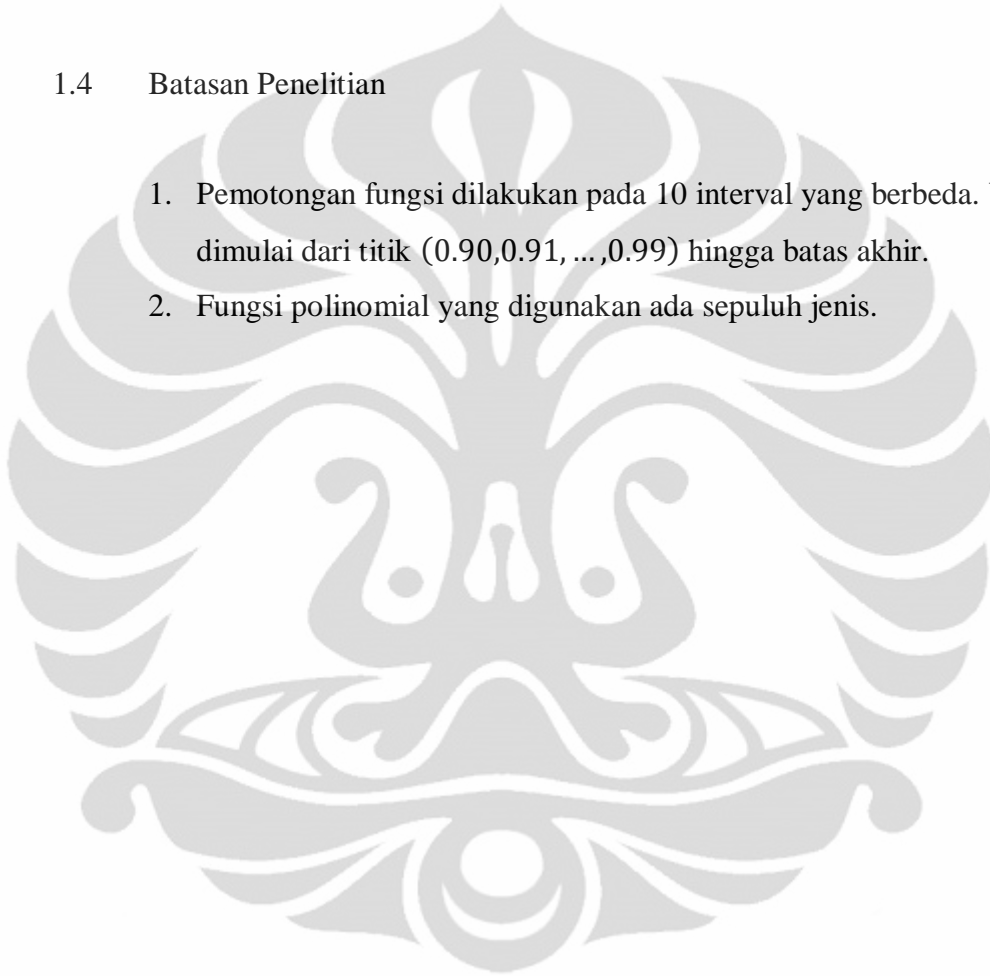 1.4 Batasan Penelitian
1. Pemotongan fungsi dilakukan pada 10 interval yang berbeda.
dimulai dari titik (0.90,0.91, … ,0.99) hingga batas akhir.
2. Fungsi polinomial yang digunakan ada sepuluh jenis.